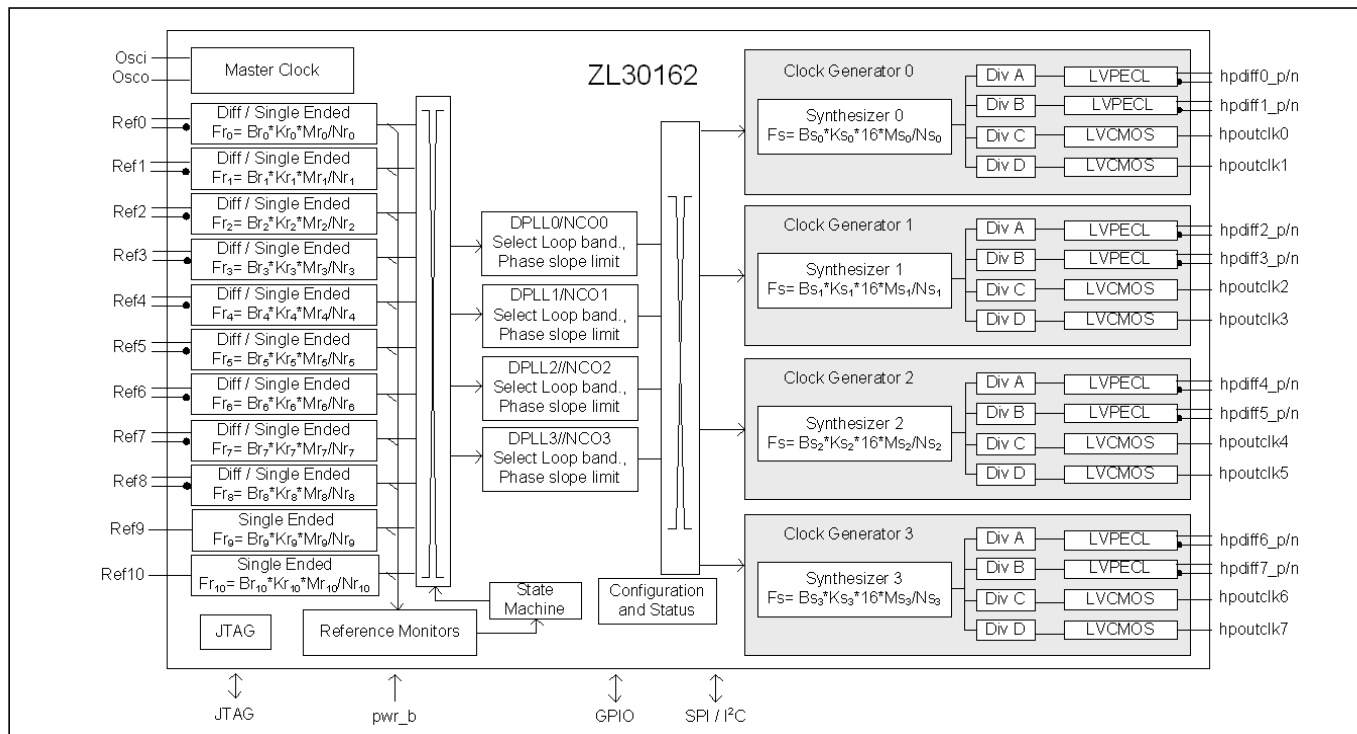 ZL30162
Osci
Osco
Master Clock
Ref0
Diff / Single Ended
Fr₀= Br₀*Kr₀*Mr₀/Nr₀
Ref1
Diff / Single Ended
Fr₁= Br₁*Kr₁*Mr₁/Nr₁
Ref2
Diff / Single Ended
Fr₂= Br₂*Kr₂*Mr₂/Nr₂
Ref3
Diff / Single Ended
Fr₃= Br₃*Kr₃*Mr₃/Nr₃
Ref4
Diff / Single Ended
Fr₄= Br₄*Kr₄*Mr₄/Nr₄
Ref5
Diff / Single Ended
Fr₅= Br₅*Kr₅*Mr₅/Nr₅
Ref6
Diff / Single Ended
Fr₆= Br₆*Kr₆*Mr₆/Nr₆
Ref7
Diff / Single Ended
Fr₇= Br₇*Kr₇*Mr₇/Nr₇
Ref8
Diff / Single Ended
Fr₈= Br₈*Kr₈*Mr₈/Nr₈
Ref9
Single Ended
Fr₉= Br₉*Kr₉*Mr₉/Nr₉
Ref10
Single Ended
Fr₁₀= Br₁₀*Kr₁₀*Mr₁₀/Nr₁₀
JTAG
Reference Monitors
State
Machine
DPLL0/NCO0
Select Loop band.,
Phase slope limit
DPLL1/NCO1
Select Loop band.,
Phase slope limit
DPLL2//NCO2
Select Loop band.,
Phase slope limit
DPLL3//NCO3
Select Loop band.,
Phase slope limit
Configuration
and Status
Clock Generator 0
Synthesizer 0
Fs= Bs₀*Ks₀*16*Ms₀/Ns₀
Div A
LVPECL
hpdiff0_p/n
Div B
LVPECL
hpdiff1_p/n
Div C
LVCMOS
hpoutclk0
Div D
LVCMOS
hpoutclk1
Clock Generator 1
Synthesizer 1
Fs= Bs₁*Ks₁*16*Ms₁/Ns₁
Div A
LVPECL
hpdiff2_p/n
Div B
LVPECL
hpdiff3_p/n
Div C
LVCMOS
hpoutclk2
Div D
LVCMOS
hpoutclk3
Clock Generator 2
Synthesizer 2
Fs= Bs₂*Ks₂*16*Ms₂/Ns₂
Div A
LVPECL
hpdiff4_p/n
Div B
LVPECL
hpdiff5_p/n
Div C
LVCMOS
hpoutclk4
Div D
LVCMOS
hpoutclk5
Clock Generator 3
Synthesizer 3
Fs= Bs₃*Ks₃*16*Ms₃/Ns₃
Div A
LVPECL
hpdiff6_p/n
Div B
LVPECL
hpdiff7_p/n
Div C
LVCMOS
hpoutclk6
Div D
LVCMOS
hpoutclk7
JTAG
pwr_b
GPIO
SPI / I²C